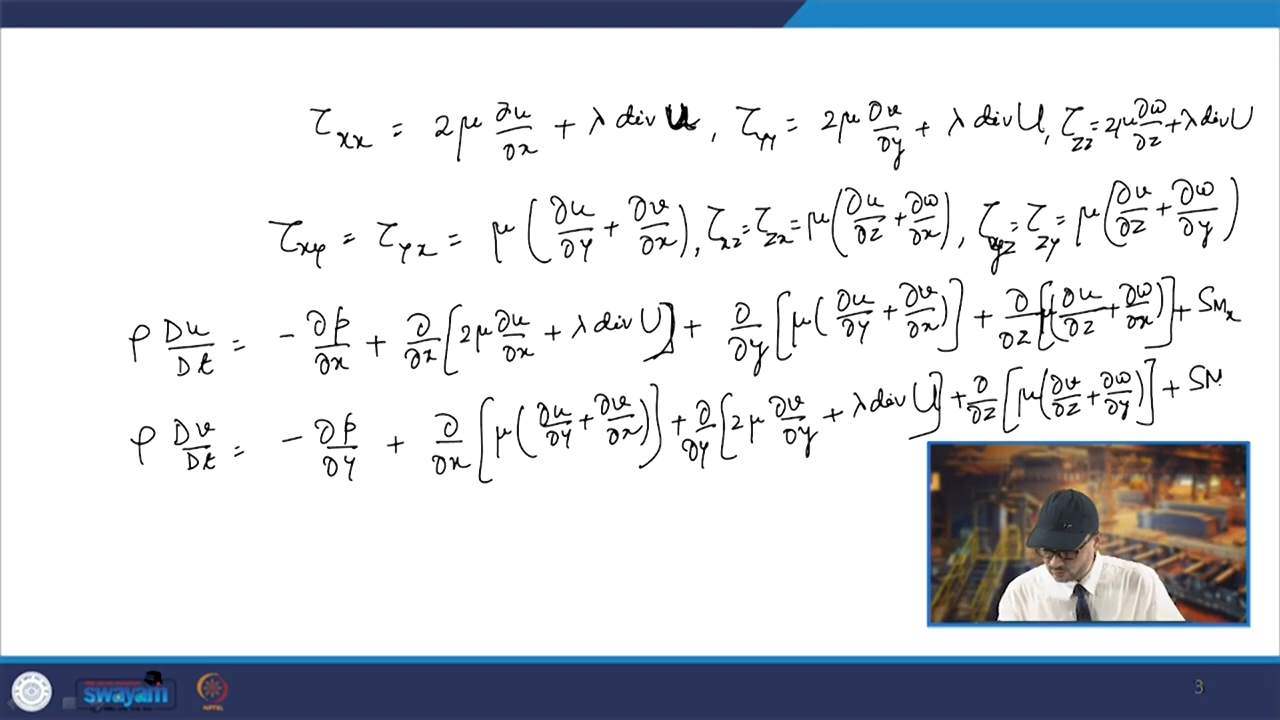 τxx = 2μ ∂u/∂x + λ div U, τyy = 2μ ∂v/∂y + λ div U, τzz = 2μ ∂w/∂z + λ div U
τxy = τyx = μ(∂u/∂y + ∂v/∂x), τxz = τzx = μ(∂u/∂z + ∂w/∂x), τyz = τzy = μ(∂v/∂z + ∂w/∂y)
ρ Du/Dt = - ∂p/∂x + ∂/∂x [2μ ∂u/∂x + λ div U] + ∂/∂y [μ(∂u/∂y + ∂v/∂x)] + ∂/∂z [μ(∂u/∂z + ∂w/∂x)] + SMx
ρ Dv/Dt = - ∂p/∂y + ∂/∂x [μ(∂u/∂y + ∂v/∂x)] + ∂/∂y [2μ ∂v/∂y + λ div U] + ∂/∂z [μ(∂v/∂z + ∂w/∂y)] + SM
swayam
3